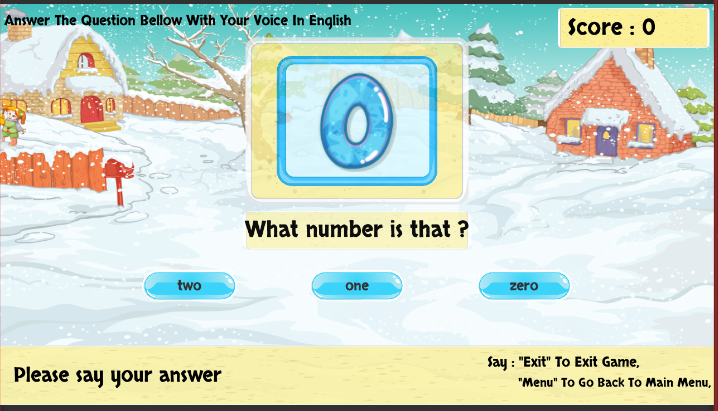 Answer The Question Bellow With Your Voice In English
Score : 0
0
What number is that ?
two one zero
Please say your answer
Say : "Exit" To Exit Game,
"Menu" To Go Back To Main Menu,